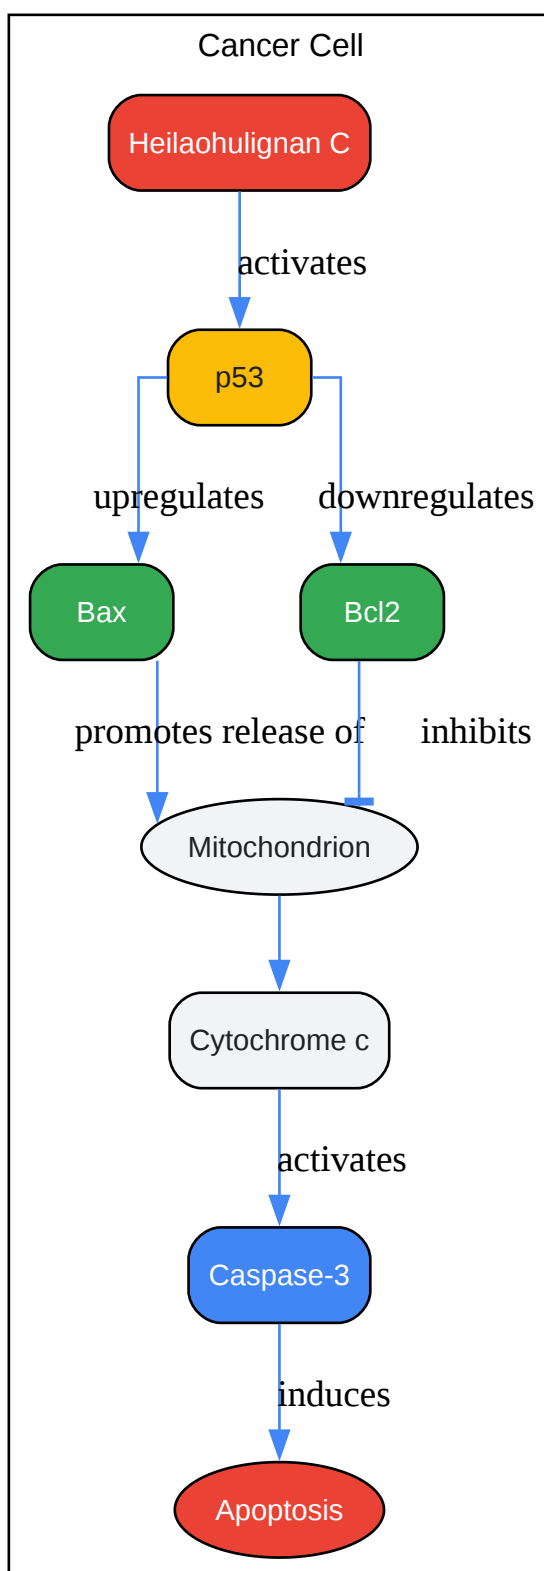 Cancer Cell
Heilaohulignan C
activates
p53
upregulates
downregulates
Bax
Bcl2
promotes release of
inhibits
Mitochondrion
Cytochrome c
activates
Caspase-3
induces
Apoptosis